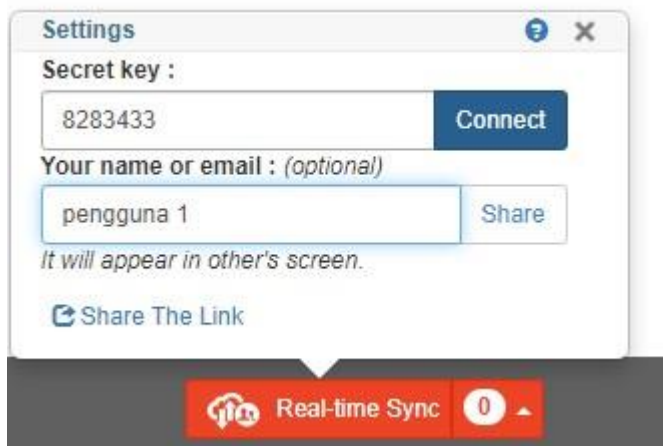 Settings
Secret key :
8283433 Connect
Your name or email : (optional)
pengguna 1 Share
It will appear in other's screen.
Share The Link
Real-time Sync 0